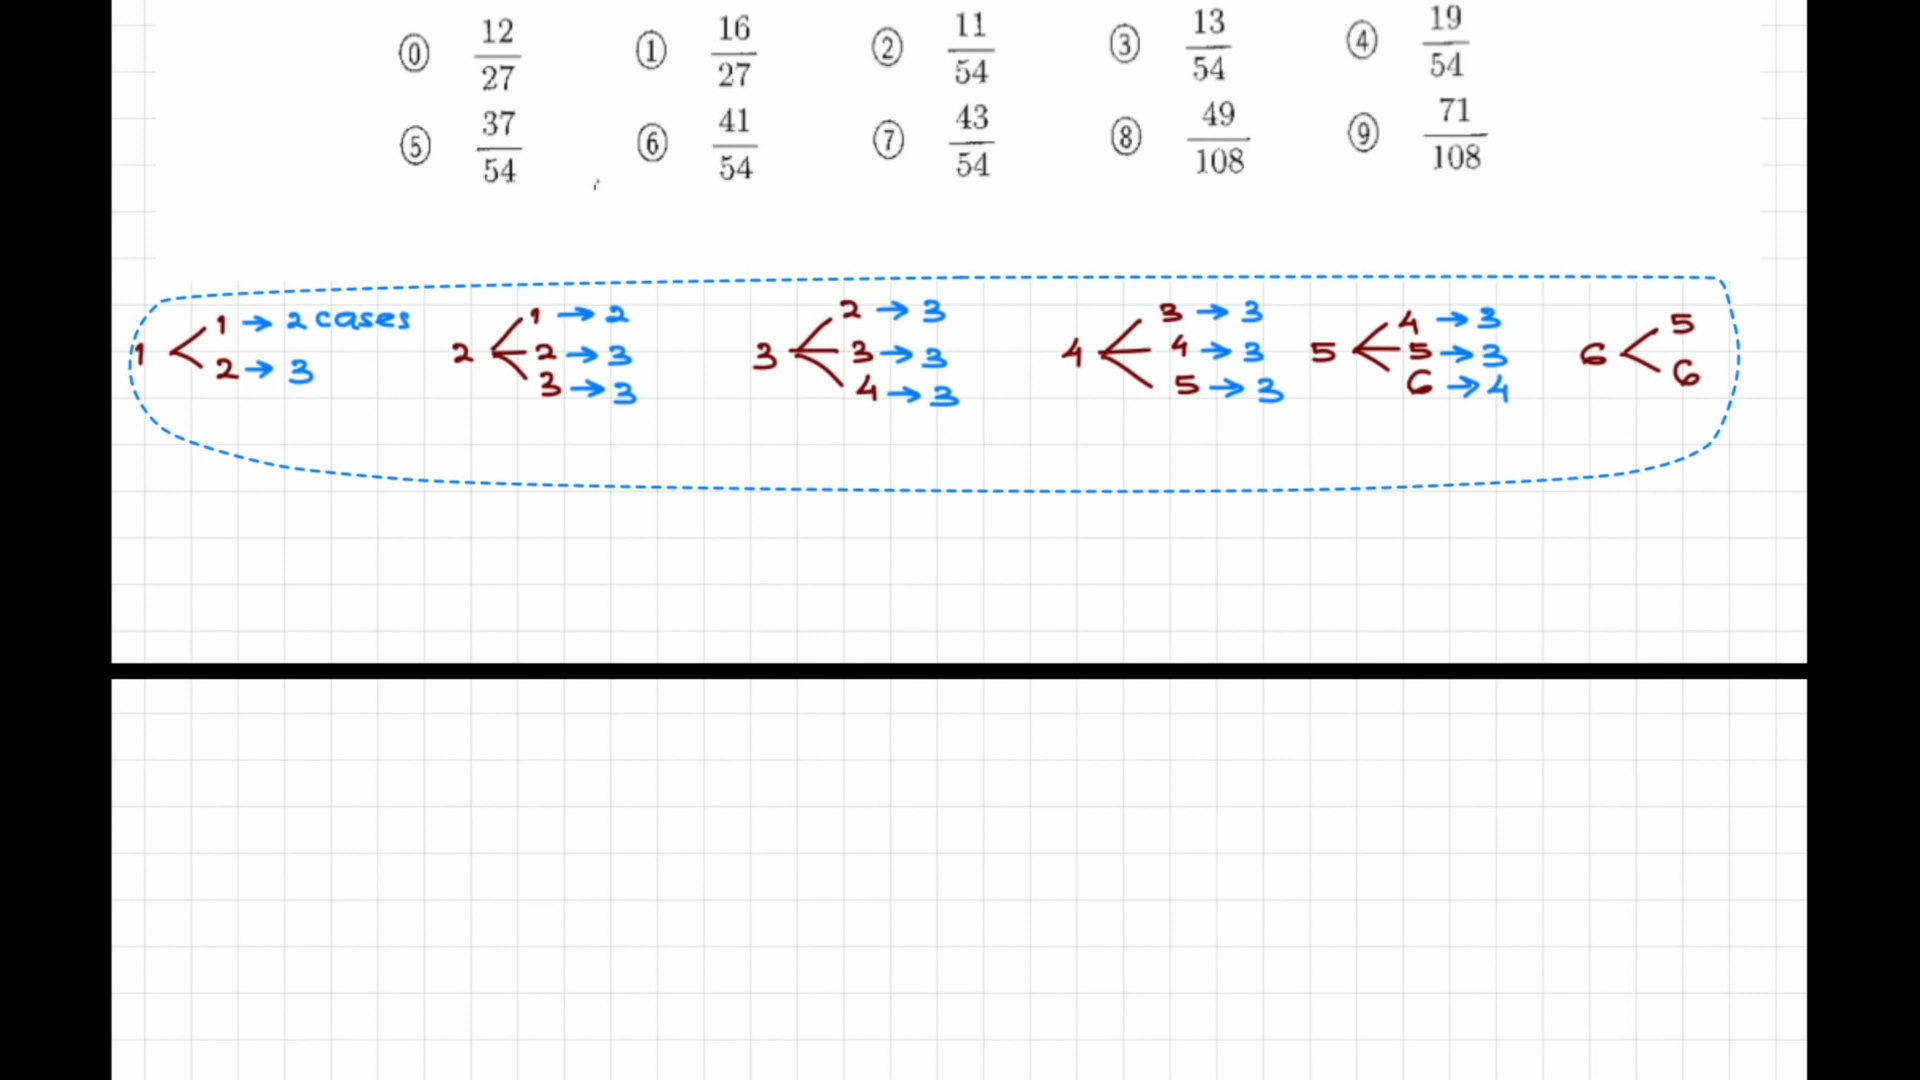 ⓪ 12/27 ① 16/27 ② 11/54 ③ 13/54 ④ 19/54
⑤ 37/54 ⑥ 41/54 ⑦ 43/54 ⑧ 49/108 ⑨ 71/108
1 < 1 → 2 cases
2 → 3
2 < 1 → 2
2 → 3
3 → 3
3 < 2 → 3
3 → 3
4 → 3
4 < 3 → 3
4 → 3
5 → 3
5 < 4 → 3
5 → 3
6 → 4
6 < 5
6